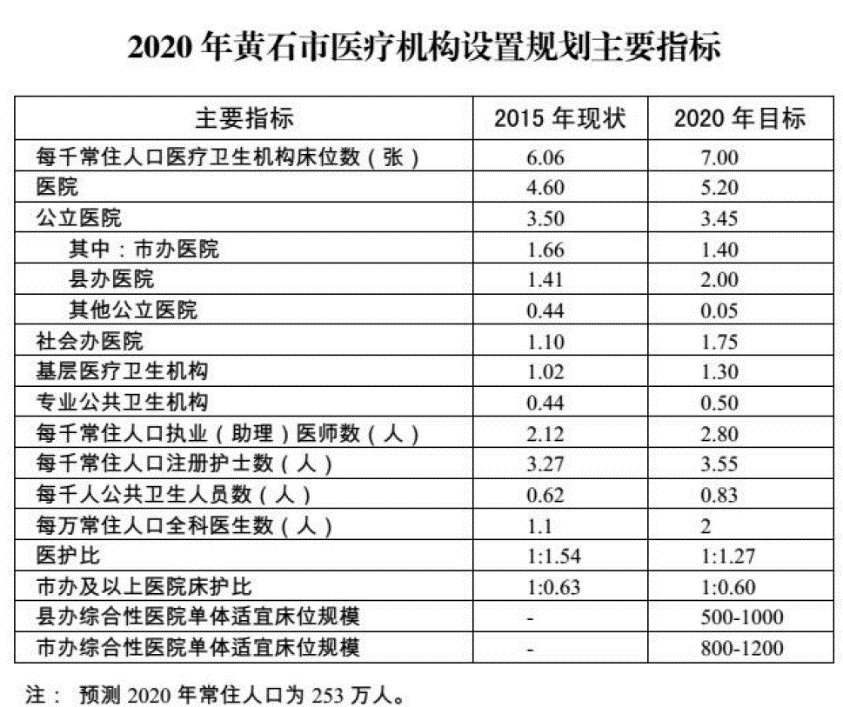 2020 年黄石市医疗机构设置规划主要指标
主要指标 2015 年现状 2020 年目标
每千常住人口医疗卫生机构床位数（张） 6.06 7.00
医院 4.60 5.20
公立医院 3.50 3.45
其中：市办医院 1.66 1.40
县办医院 1.41 2.00
其他公立医院 0.44 0.05
社会办医院 1.10 1.75
基层医疗卫生机构 1.02 1.30
专业公共卫生机构 0.44 0.50
每千常住人口执业（助理）医师数（人） 2.12 2.80
每千常住人口注册护士数（人） 3.27 3.55
每千人公共卫生人员数（人） 0.62 0.83
每万常住人口全科医生数（人） 1.1 2
医护比 1:1.54 1:1.27
市办及以上医院床护比 1:0.63 1:0.60
县办综合性医院单体适宜床位规模 - 500-1000
市办综合性医院单体适宜床位规模 - 800-1200
注： 预测 2020 年常住人口为 253 万人。